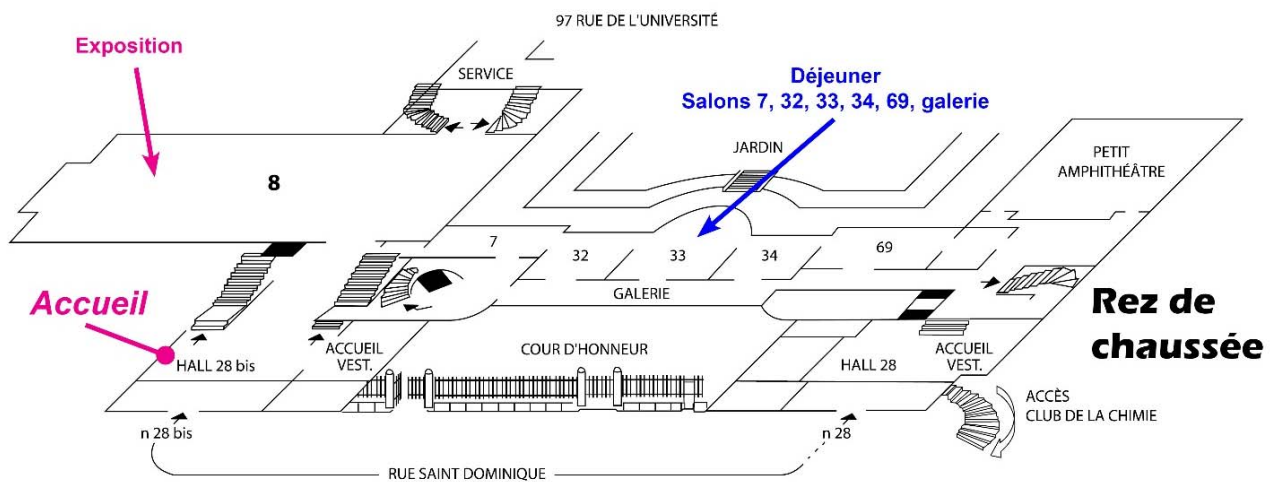 97 RUE DE L'UNIVERSITÉ
Exposition
SERVICE
Déjeuner
Salons 7, 32, 33, 34, 69, galerie
JARDIN
PETIT
AMPHITHÉÂTRE
8
7
32
33
34
69
GALERIE
Accueil
Rez de
chaussée
HALL 28 bis
ACCUEIL
VEST.
COUR D'HONNEUR
HALL 28
ACCUEIL
VEST.
ACCÈS
CLUB DE LA CHIMIE
n 28 bis
n 28
RUE SAINT DOMINIQUE